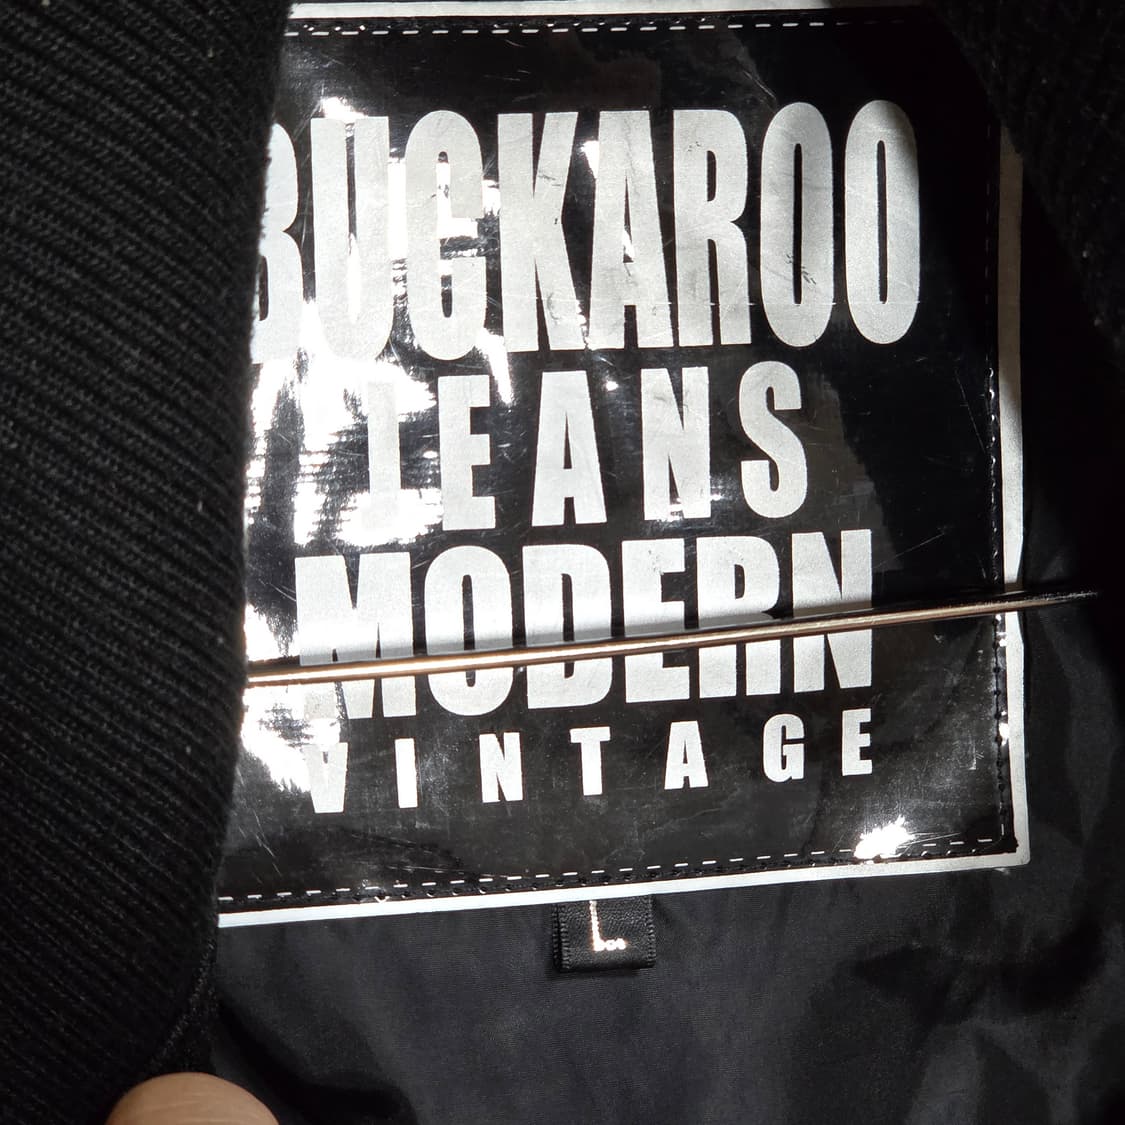 BUCKAROO
JEANS
MODERN
VINTAGE
L